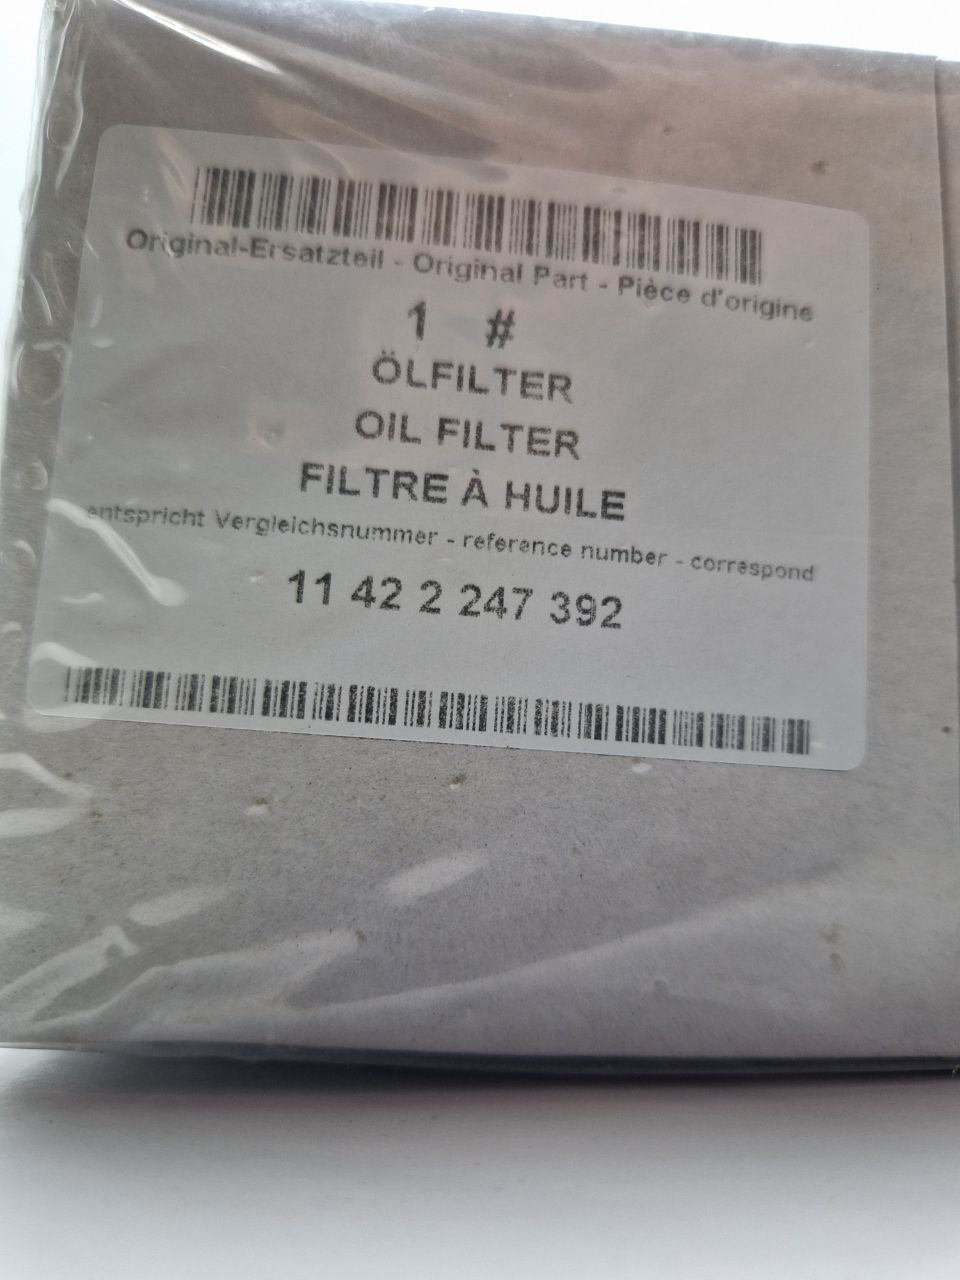 Original-Ersatzteil - Original Part - Pièce d'origine
1 #
ÖLFILTER
OIL FILTER
FILTRE À HUILE
entspricht Vergleichsnummer - reference number - correspond
11 42 2 247 392